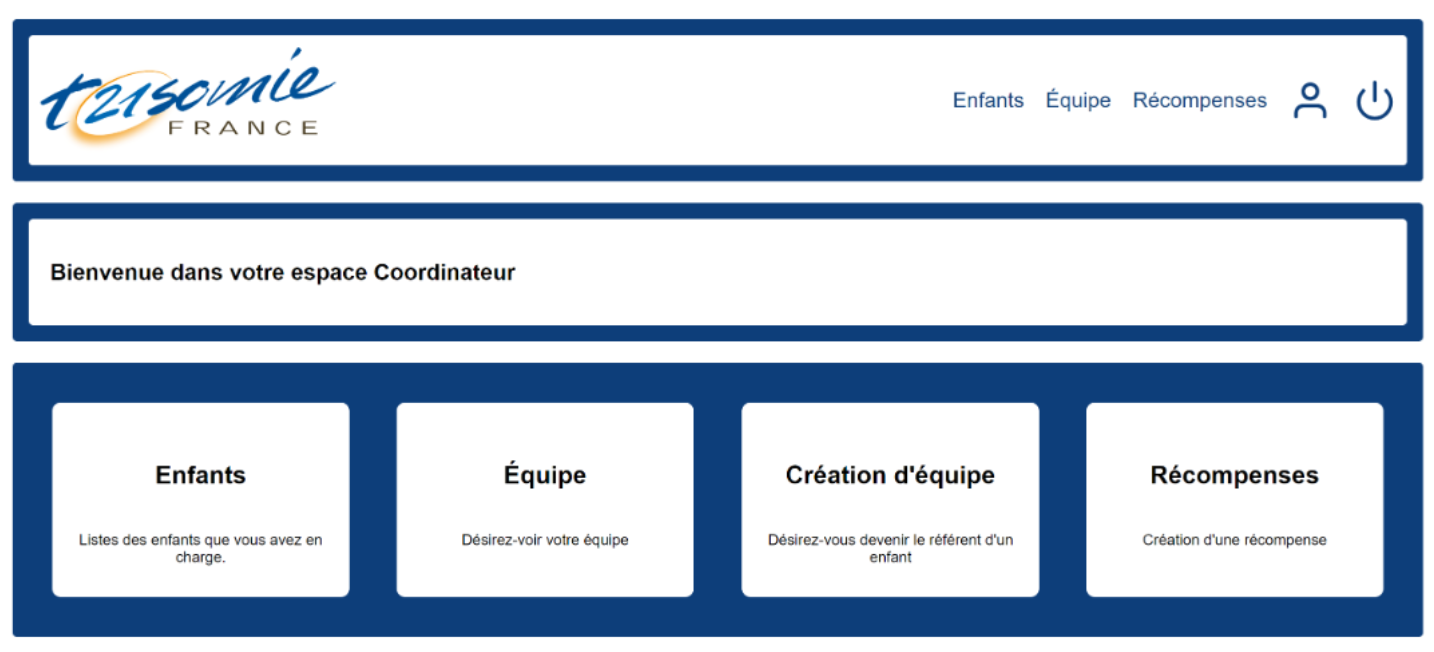 t21somie
FRANCE
Enfants Équipe Récompenses
Bienvenue dans votre espace Coordinateur
Enfants
Listes des enfants que vous avez en
charge.
Équipe
Désirez-voir votre équipe
Création d'équipe
Désirez-vous devenir le référent d'un
enfant
Récompenses
Création d'une récompense